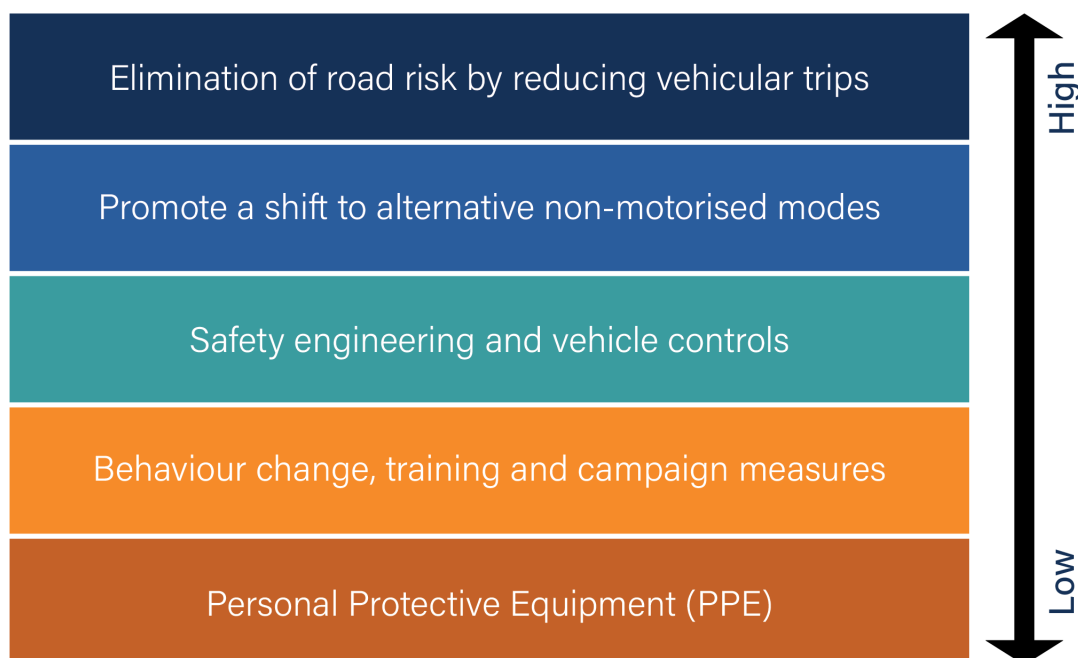 Elimination of road risk by reducing vehicular trips
High
Promote a shift to alternative non-motorised modes
Safety engineering and vehicle controls
Behaviour change, training and campaign measures
Personal Protective Equipment (PPE)
Low